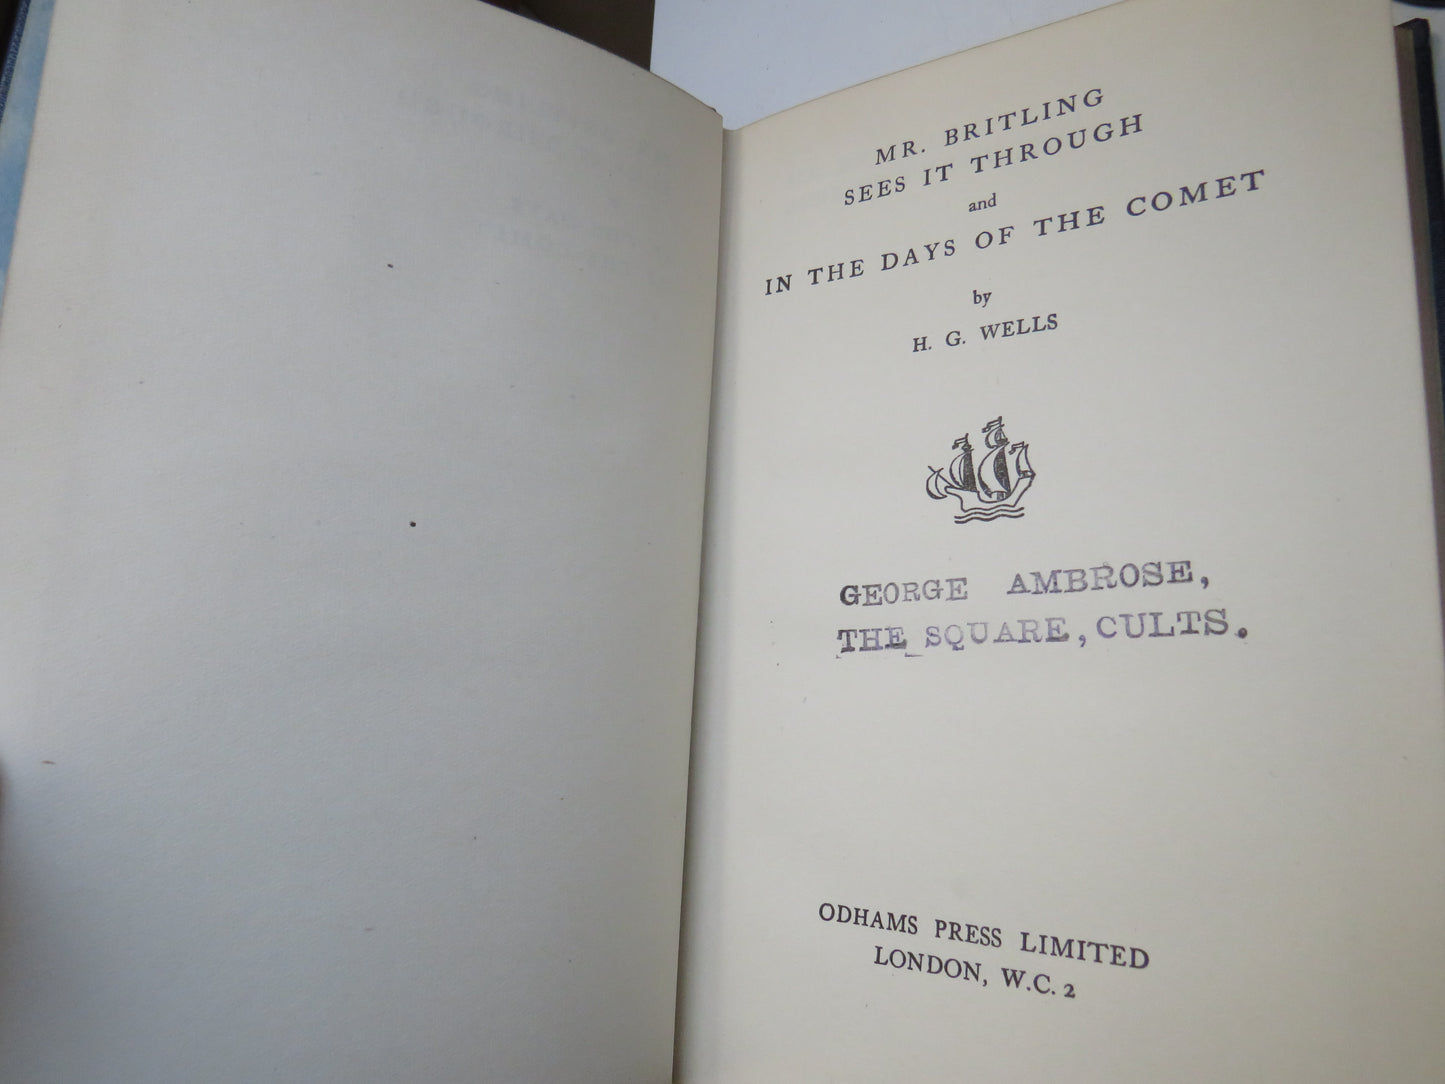 MR. BRITLING
SEES IT THROUGH
and
IN THE DAYS OF THE COMET
by
H. G. WELLS
GEORGE AMBROSE,
THE SQUARE, CULTS.
ODHAMS PRESS LIMITED
LONDON, W.C. 2